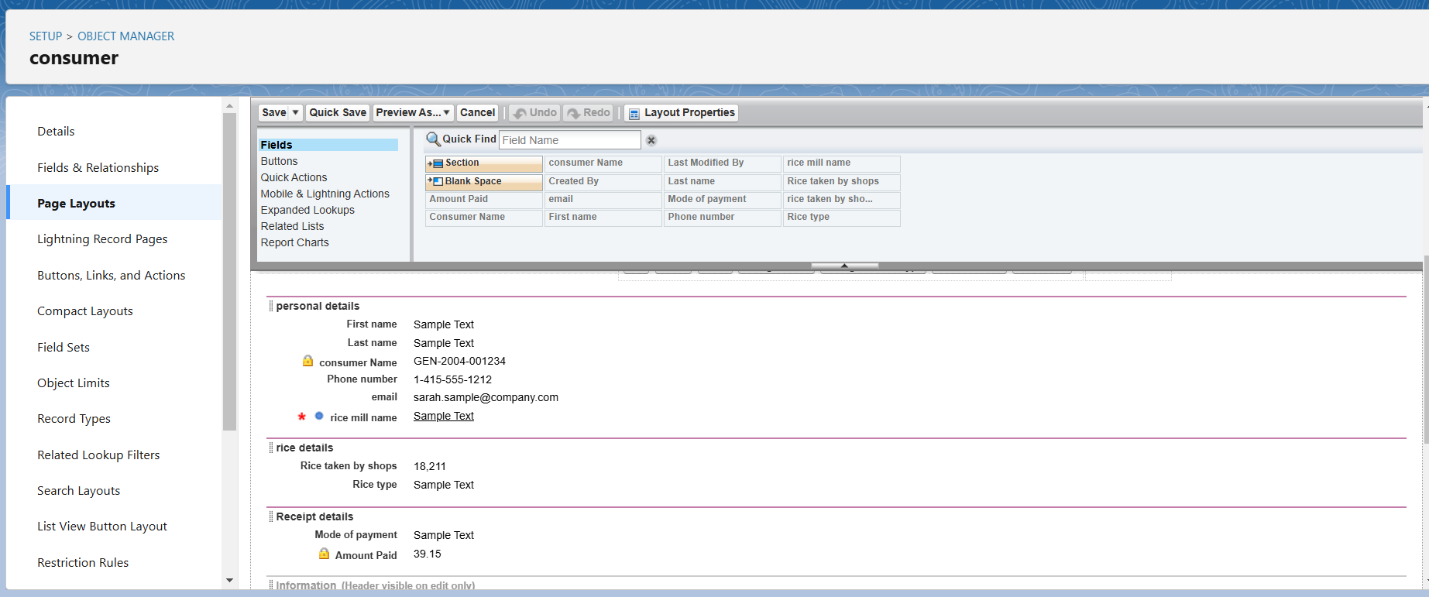 SETUP > OBJECT MANAGER
consumer
Details
Fields & Relationships
Page Layouts
Lightning Record Pages
Buttons, Links, and Actions
Compact Layouts
Field Sets
Object Limits
Record Types
Related Lookup Filters
Search Layouts
List View Button Layout
Restriction Rules
Save Quick Save Preview As... Cancel Undo Redo Layout Properties
Fields
Buttons
Quick Actions
Mobile & Lightning Actions
Expanded Lookups
Related Lists
Report Charts
Quick Find Field Name
Section consumer Name Last Modified By rice mill name
Blank Space Created By Last name Rice taken by shops
Amount Paid email Mode of payment rice taken by sho...
Consumer Name First name Phone number Rice type
personal details
First name Sample Text
Last name Sample Text
consumer Name GEN-2004-001234
Phone number 1-415-555-1212
email sarah.sample@company.com
* rice mill name Sample Text
rice details
Rice taken by shops 18,211
Rice type Sample Text
Receipt details
Mode of payment Sample Text
Amount Paid 39.15
Information (Header visible on edit only)